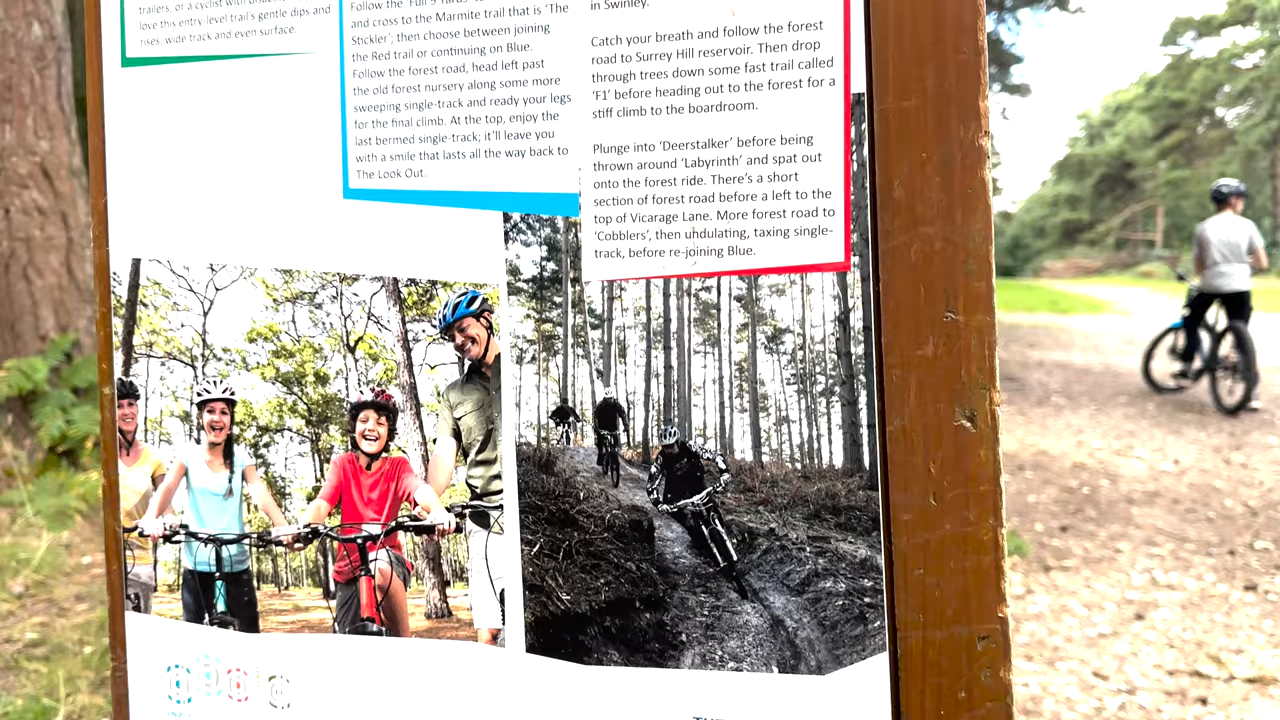 trailers, or a cyclist with
love this entry-level trail's gentle dips and
rises, wide track and even surface.
Follow the 'Full 9 Yards'
and cross to the Marmite trail that is 'The
Stickler'; then choose between joining
the Red trail or continuing on Blue.
Follow the forest road, head left past
the old forest nursery along some more
sweeping single-track and ready your legs
for the final climb. At the top, enjoy the
last bermed single-track; it'll leave you
with a smile that lasts all the way back to
The Look Out.
in Swinley.
Catch your breath and follow the forest
road to Surrey Hill reservoir. Then drop
through trees down some fast trail called
'F1' before heading out to the forest for a
stiff climb to the boardroom.
Plunge into 'Deerstalker' before being
thrown around 'Labyrinth' and spat out
onto the forest ride. There's a short
section of forest road before a left to the
top of Vicarage Lane. More forest road to
'Cobblers', then undulating, taxing single-
track, before re-joining Blue.